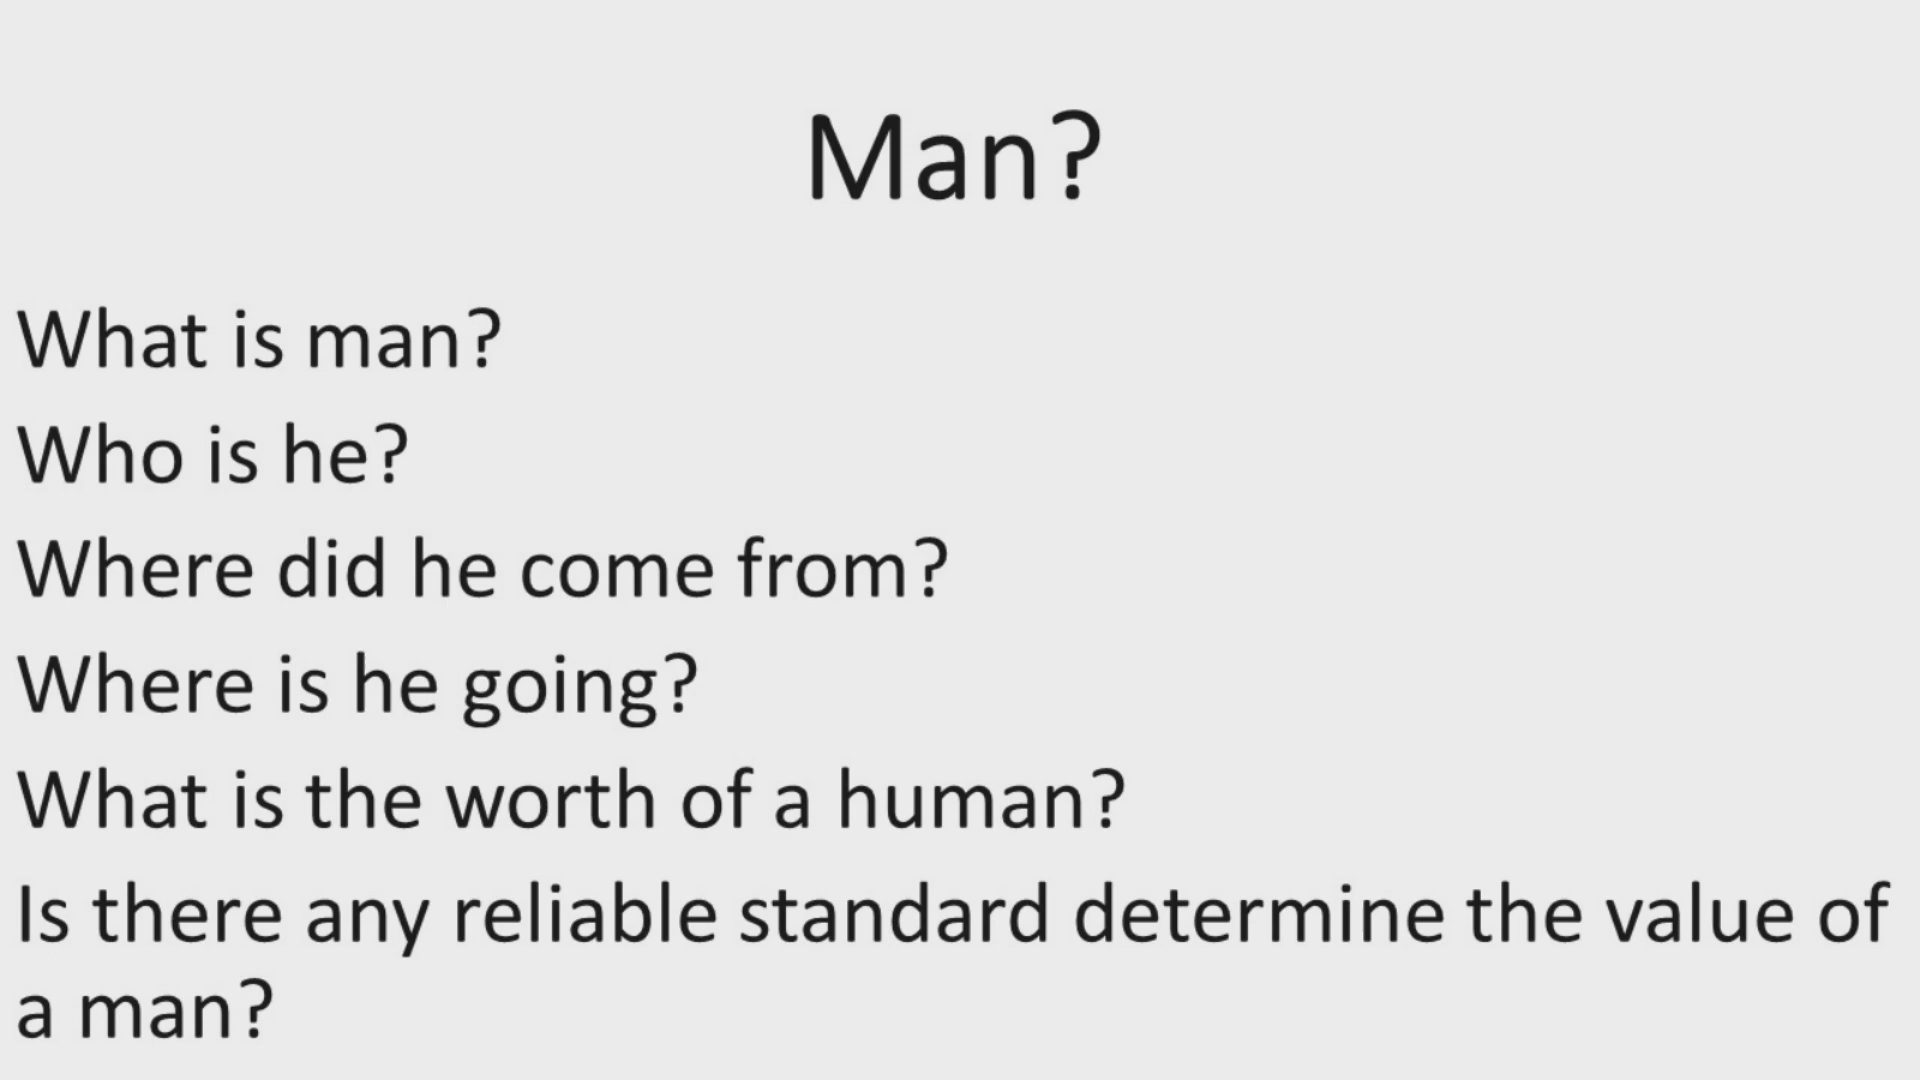 Man?
What is man?
Who is he?
Where did he come from?
Where is he going?
What is the worth of a human?
Is there any reliable standard determine the value of
a man?